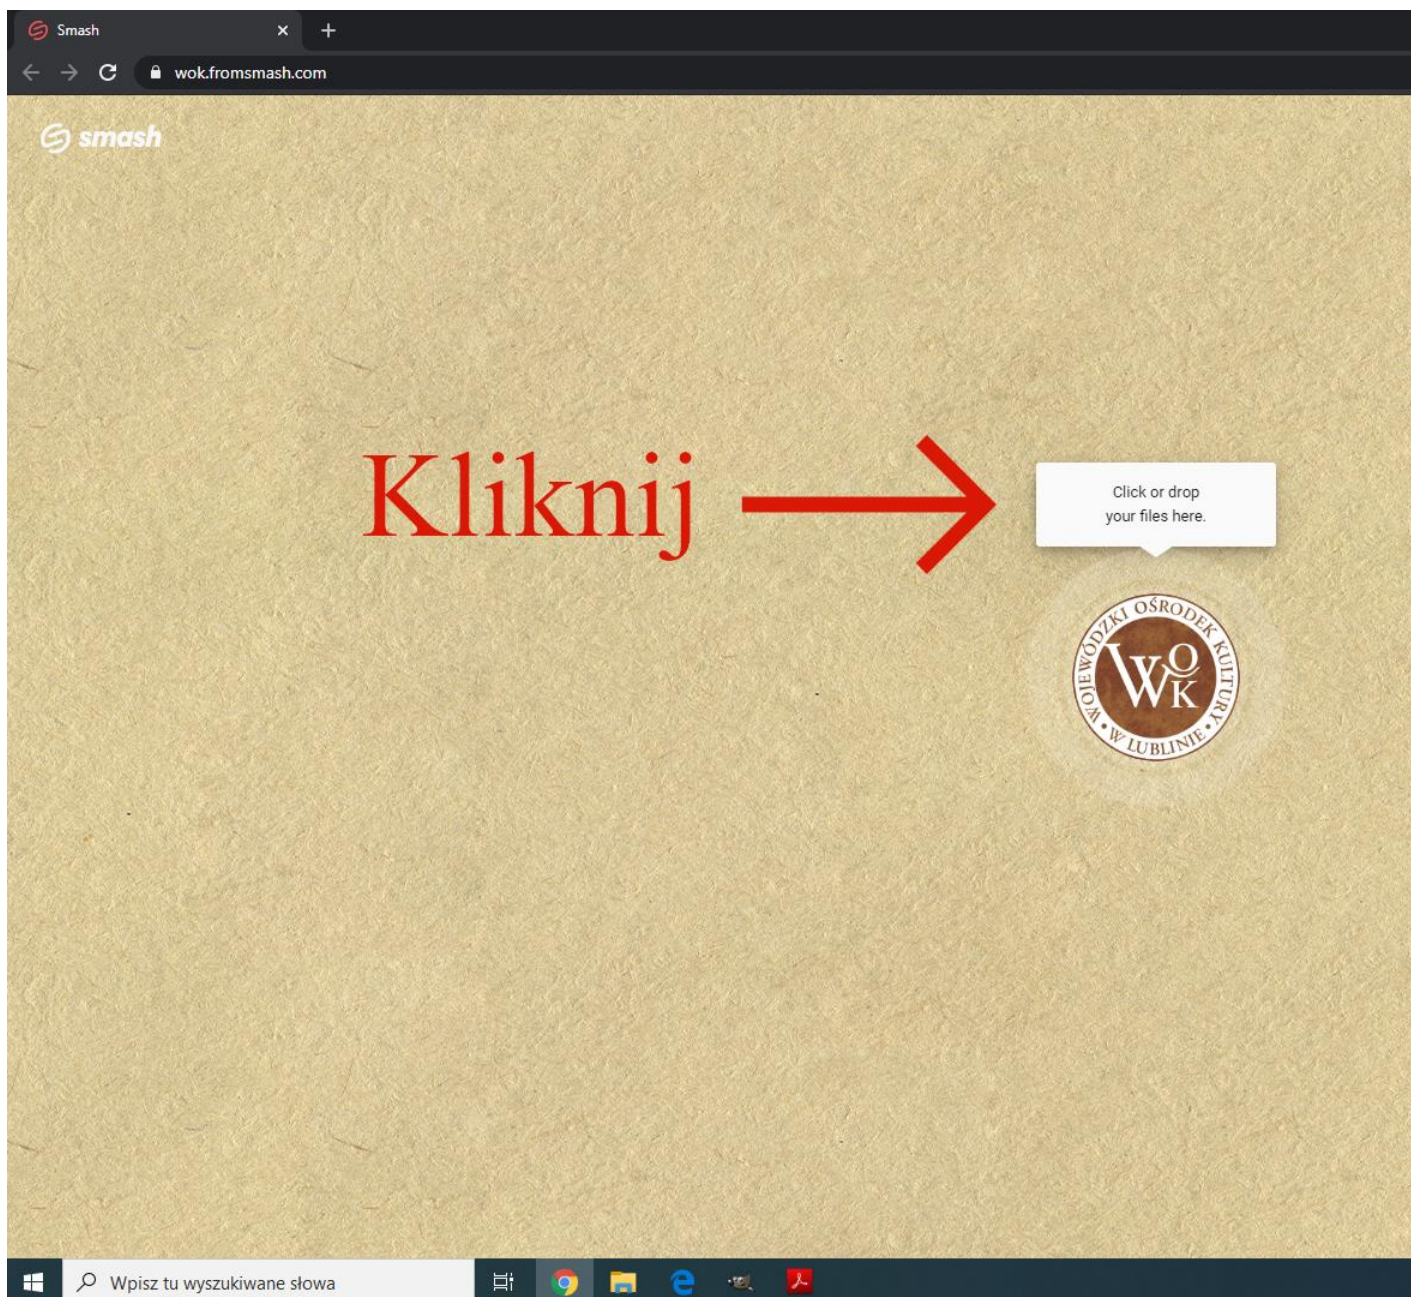 Smash
wok.fromsmash.com
smash
Kliknij
Click or drop
your files here.
WOJEWÓDZKI OŚRODEK KULTURY
W LUBLINIE
WOK
Wpisz tu wyszukiwane słowa